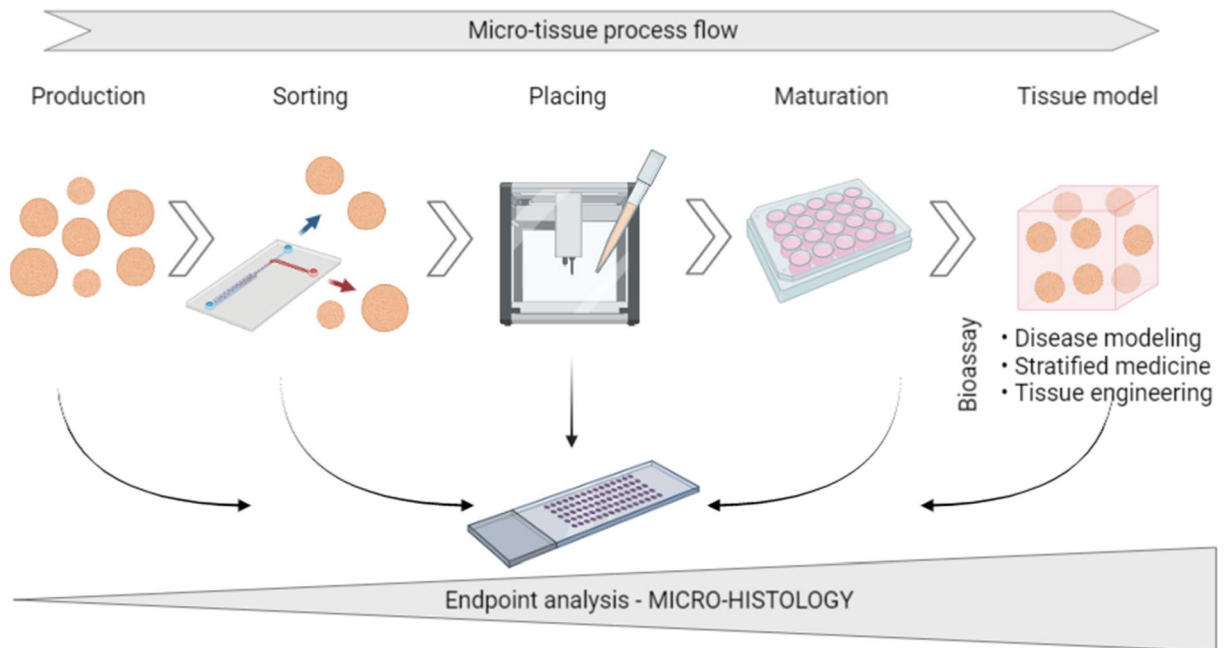 Micro-tissue process flow
Production
Sorting
Placing
Maturation
Tissue model
Bioassay
• Disease modeling
• Stratified medicine
• Tissue engineering
Endpoint analysis - MICRO-HISTOLOGY